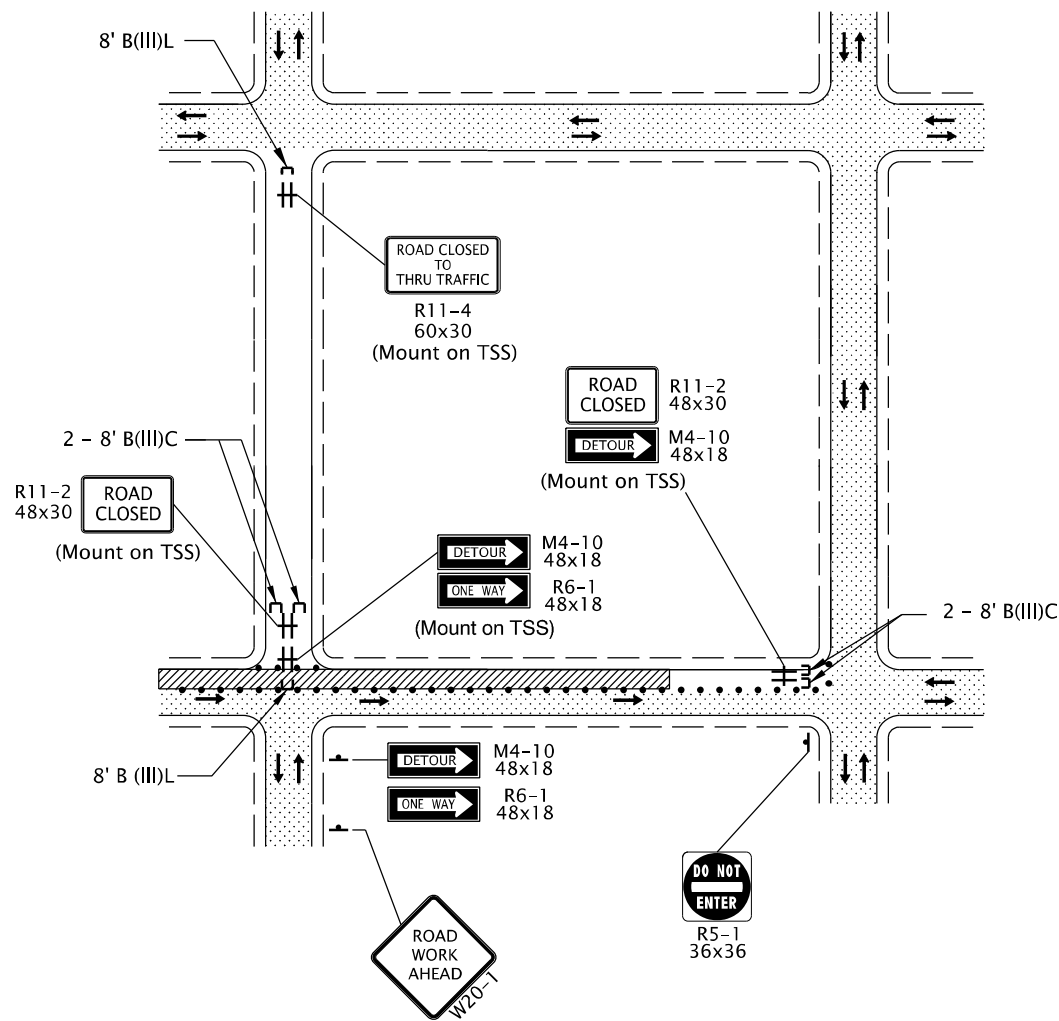 8' B(III)L
ROAD CLOSED
TO
THRU TRAFFIC
R11-4
60x30
(Mount on TSS)
ROAD
CLOSED
R11-2
48x30
DETOUR
M4-10
48x18
(Mount on TSS)
2 - 8' B(III)C
R11-2
48x30
ROAD
CLOSED
(Mount on TSS)
DETOUR
M4-10
48x18
ONE WAY
R6-1
48x18
(Mount on TSS)
2 - 8' B(III)C
8' B (III)L
DETOUR
M4-10
48x18
ONE WAY
R6-1
48x18
DO NOT
ENTER
R5-1
36x36
ROAD
WORK
AHEAD
W20-1